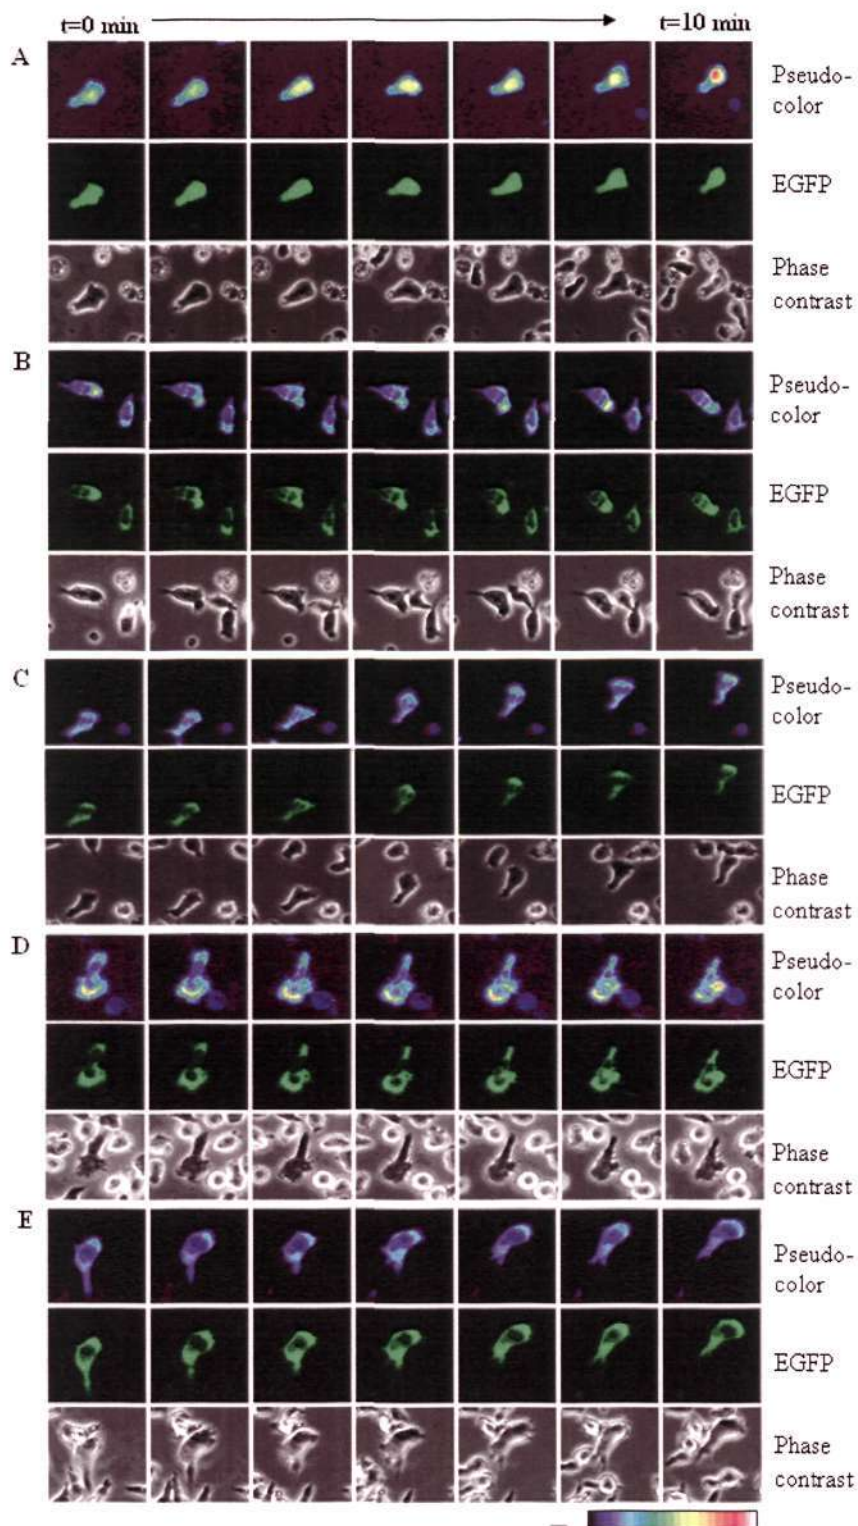 t=0 min
t=10 min
A
Pseudo-
color
EGFP
Phase
contrast
B
Pseudo-
color
EGFP
Phase
contrast
C
Pseudo-
color
EGFP
Phase
contrast
D
Pseudo-
color
EGFP
Phase
contrast
E
Pseudo-
color
EGFP
Phase
contrast